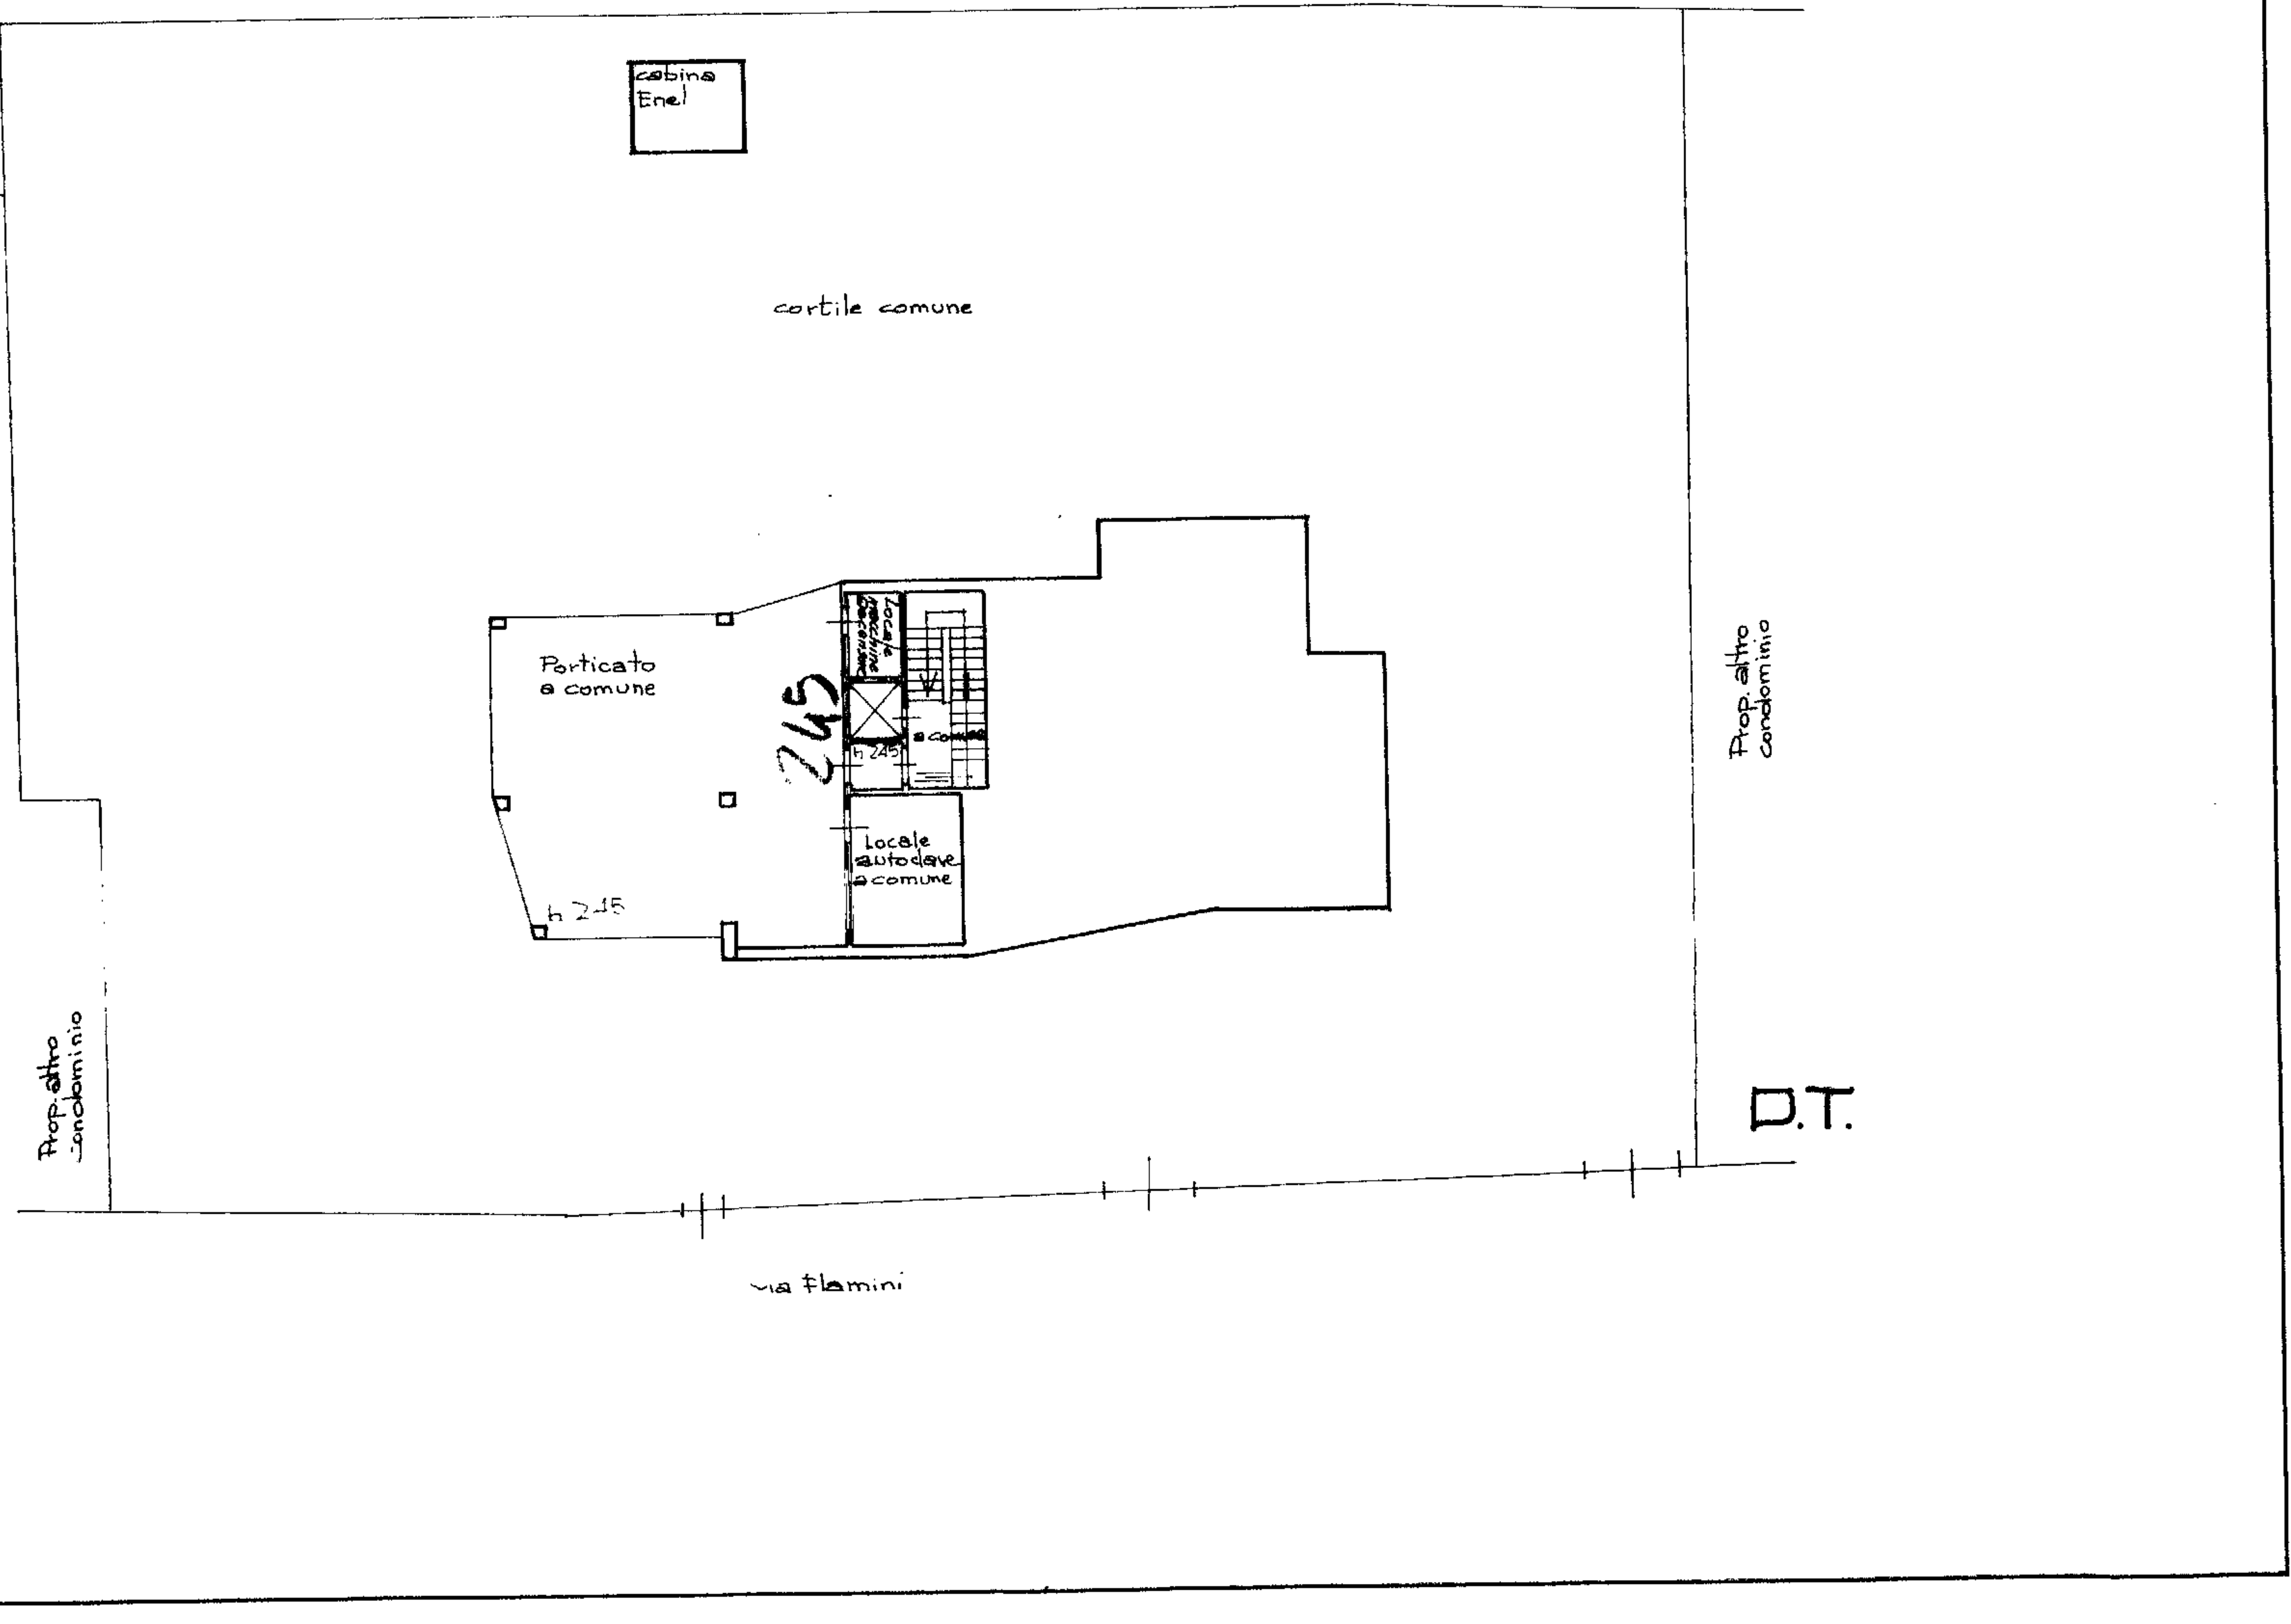 cabina
Enel
cortile comune
Locale
macchine
ascensore
Porticato
a comune
245
h 245
a comune
Locale
autoclave
a comune
h 245
Prop. altro
condominio
Prop. altro
condominio
P.T.
via Flamini